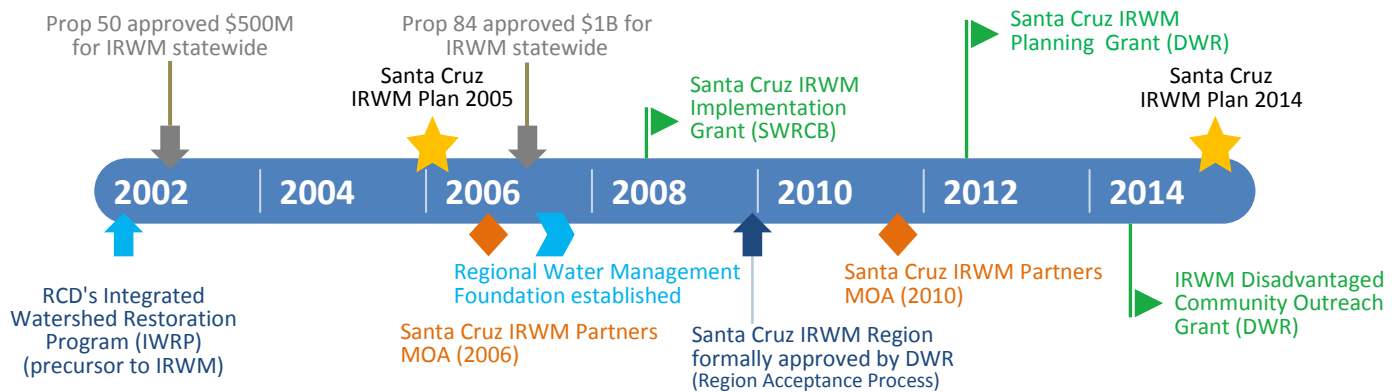 Prop 50 approved $500M
for IRWM statewide
Prop 84 approved $1B for
IRWM statewide
Santa Cruz
IRWM Plan 2005
Santa Cruz IRWM
Implementation
Grant (SWRCB)
Santa Cruz IRWM
Planning Grant (DWR)
Santa Cruz
IRWM Plan 2014
2002
2004
2006
2008
2010
2012
2014
RCD's Integrated
Watershed Restoration
Program (IWRP)
(precursor to IRWM)
Regional Water Management
Foundation established
Santa Cruz IRWM Partners
MOA (2006)
Santa Cruz IRWM Region
formally approved by DWR
(Region Acceptance Process)
Santa Cruz IRWM Partners
MOA (2010)
IRWM Disadvantaged
Community Outreach
Grant (DWR)